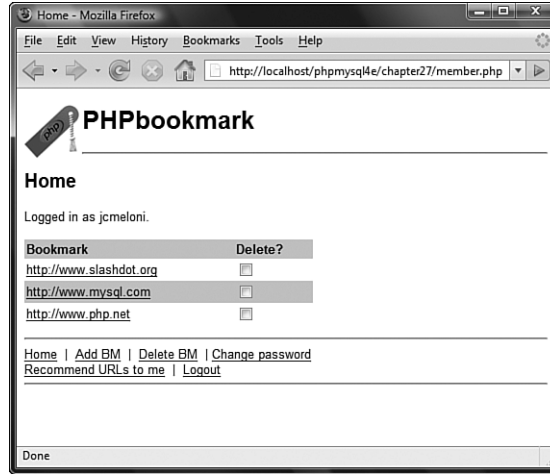 Home - Mozilla Firefox
File Edit View History Bookmarks Tools Help
http://localhost/phpmysql4e/chapter27/member.php
php
PHPbookmark
Home
Logged in as jcmeloni.
Bookmark Delete?
http://www.slashdot.org
http://www.mysql.com
http://www.php.net
Home | Add BM | Delete BM | Change password
Recommend URLs to me | Logout
Done